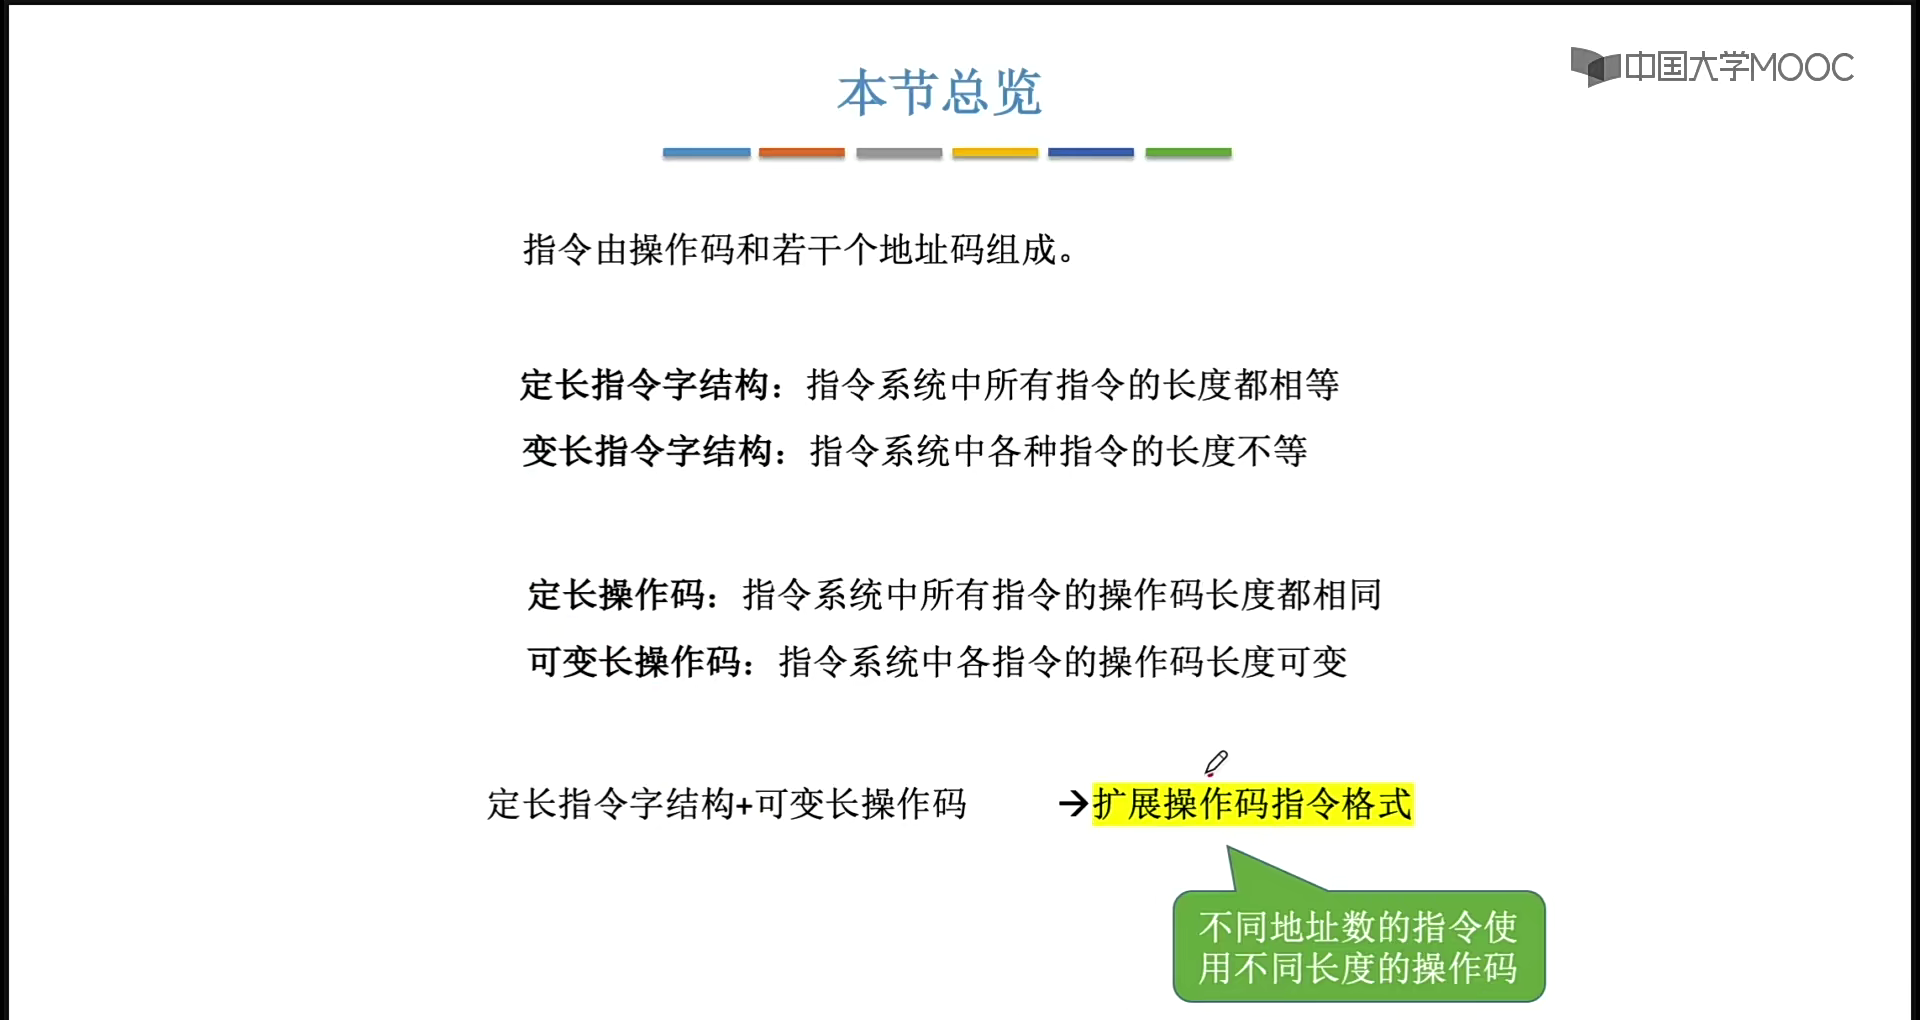 中国大学MOOC
本节总览
指令由操作码和若干个地址码组成。
定长指令字结构：指令系统中所有指令的长度都相等
变长指令字结构：指令系统中各种指令的长度不等
定长操作码：指令系统中所有指令的操作码长度都相同
可变长操作码：指令系统中各指令的操作码长度可变
定长指令字结构+可变长操作码 →扩展操作码指令格式
不同地址数的指令使
用不同长度的操作码